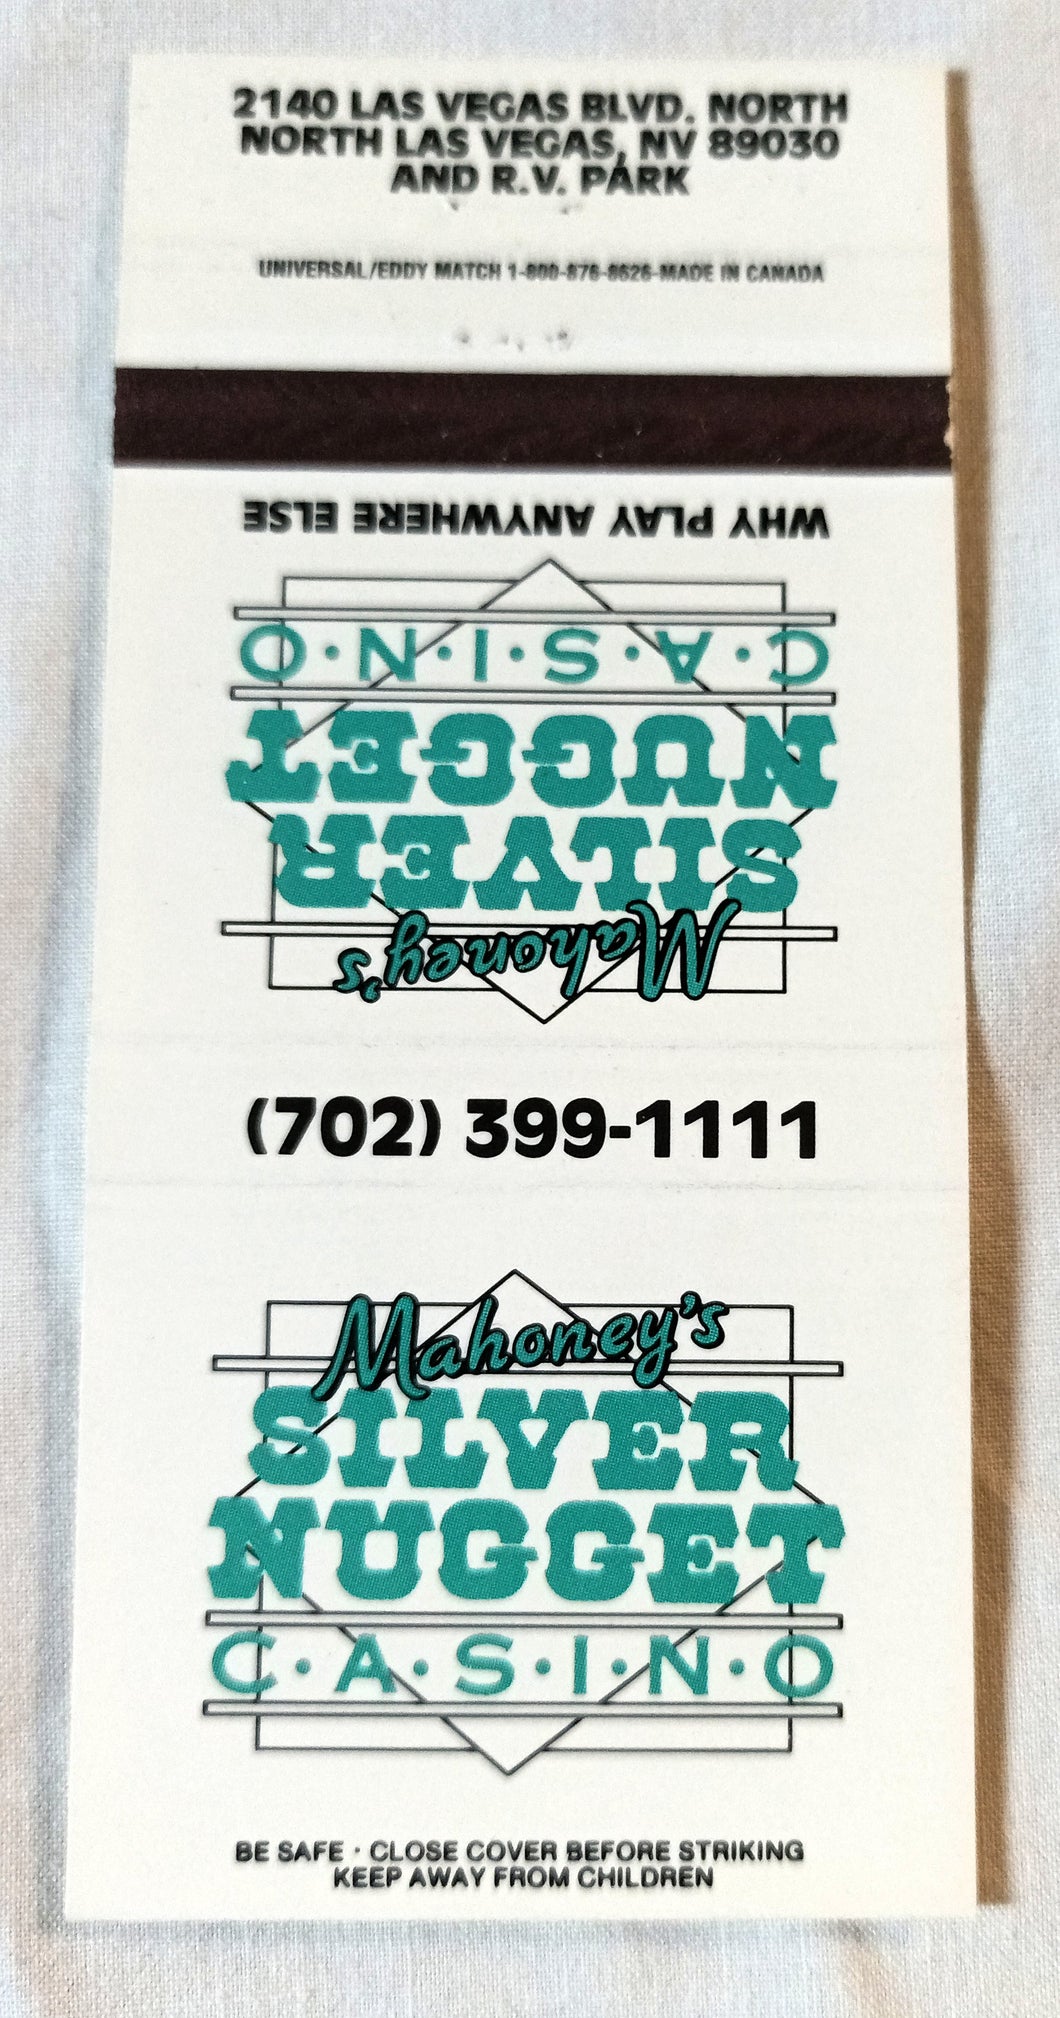 2140 LAS VEGAS BLVD. NORTH
NORTH LAS VEGAS, NV 89030
AND R.V. PARK
UNIVERSAL/EDDY MATCH 1-800-876-8626-MADE IN CANADA
WHY PLAY ANYWHERE ELSE
C·A·S·I·N·O
NUGGET
SILVER
Mahoney's
(702) 399-1111
Mahoney's
SILVER
NUGGET
C·A·S·I·N·O
BE SAFE · CLOSE COVER BEFORE STRIKING
KEEP AWAY FROM CHILDREN